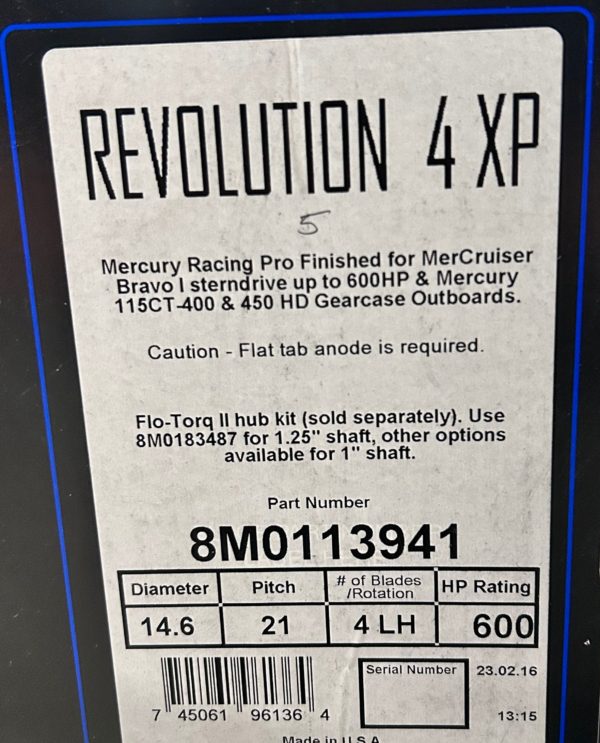 REVOLUTION 4 XP
5
Mercury Racing Pro Finished for MerCruiser
Bravo I sterndrive up to 600HP & Mercury
115CT-400 & 450 HD Gearcase Outboards.
Caution - Flat tab anode is required.
Flo-Torq II hub kit (sold separately). Use
8M0183487 for 1.25" shaft, other options
available for 1" shaft.
Part Number
8M0113941
Diameter Pitch # of Blades /Rotation HP Rating
14.6 21 4 LH 600
Serial Number 23.02.16
7 45061 96136 4 13:15
Made in U.S.A.